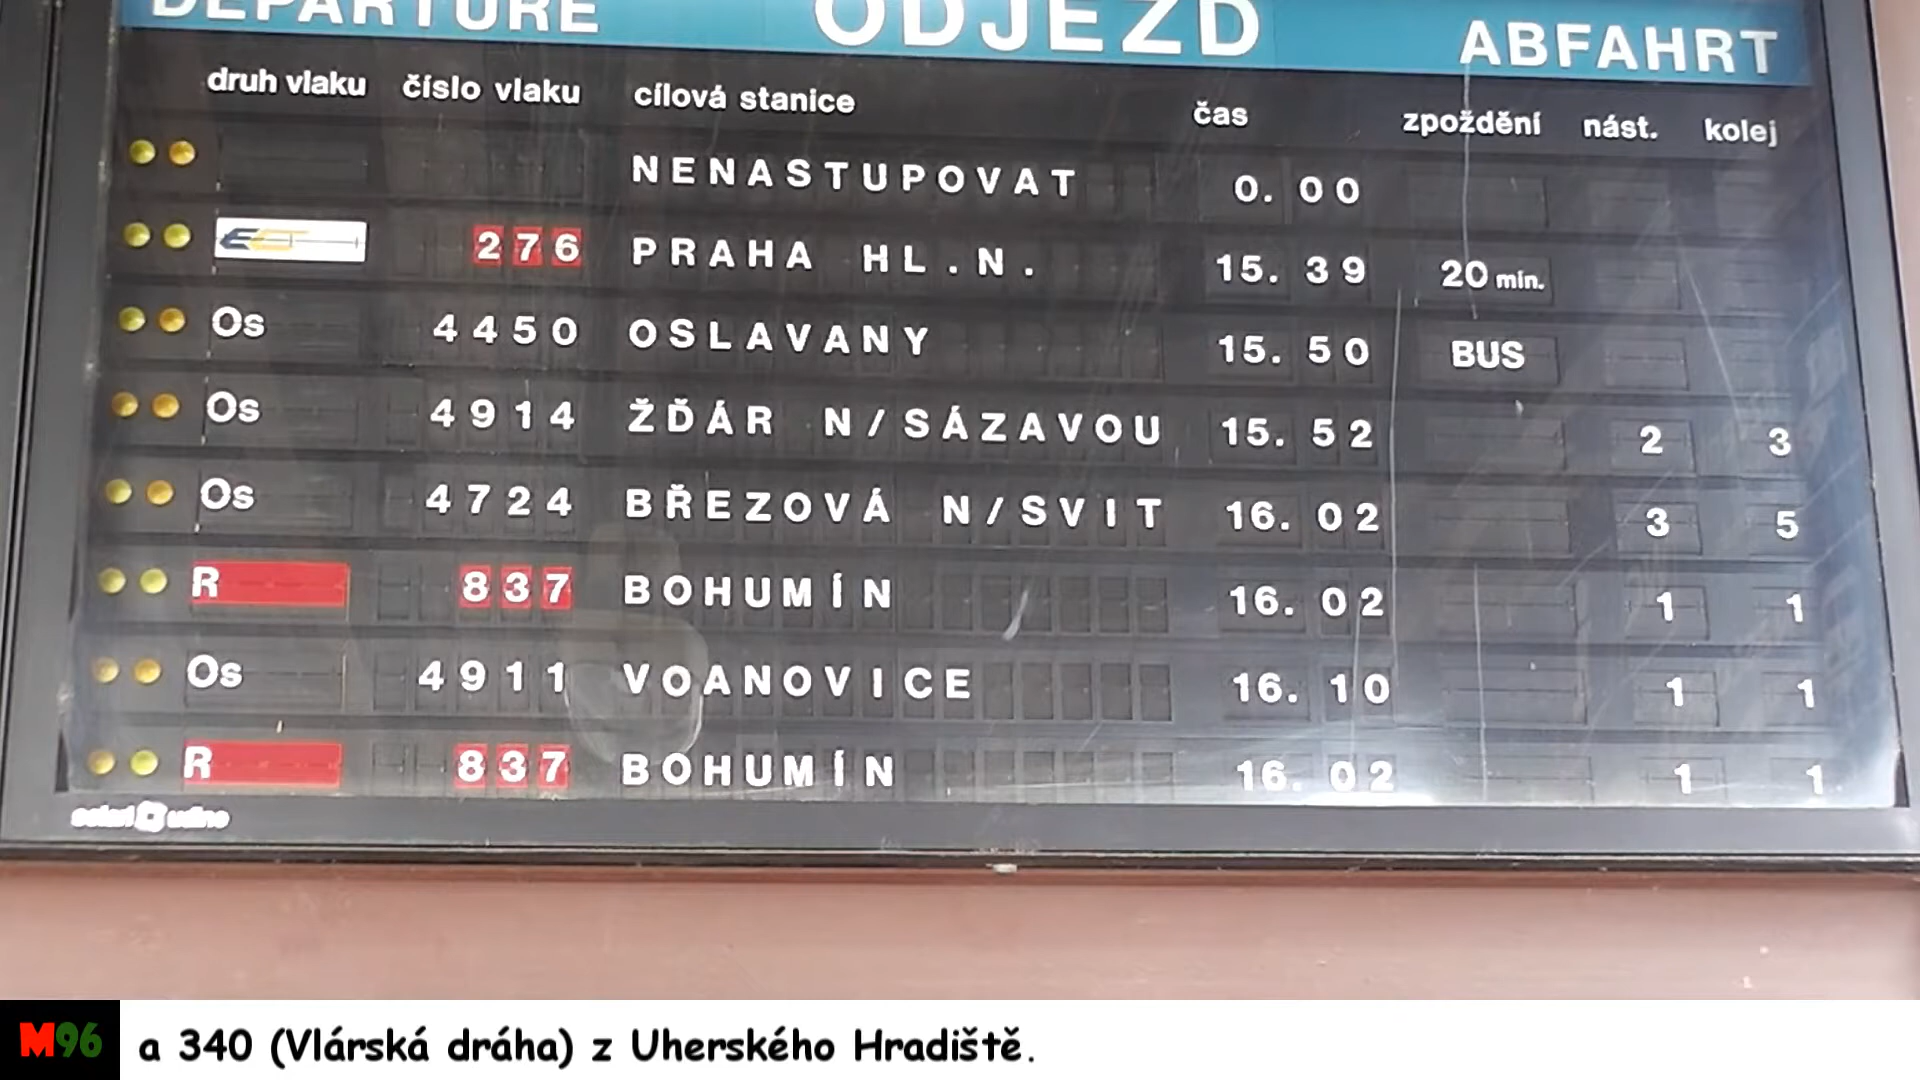 DEPARTURE ODJEZD ABFAHRT
druh vlaku číslo vlaku cílová stanice čas zpoždění nást. kolej
NENASTUPOVAT 0. 00
EC 276 PRAHA HL.N. 15. 39 20 min.
Os 4450 OSLAVANY 15. 50 BUS
Os 4914 ŽĎÁR N/SÁZAVOU 15. 52 2 3
Os 4724 BŘEZOVÁ N/SVIT 16. 02 3 5
R 837 BOHUMÍN 16. 02 1 1
Os 4911 VOANOVICE 16. 10 1 1
R 837 BOHUMÍN 16. 02 1 1
solari udine
M96 a 340 (Vlárská dráha) z Uherského Hradiště.